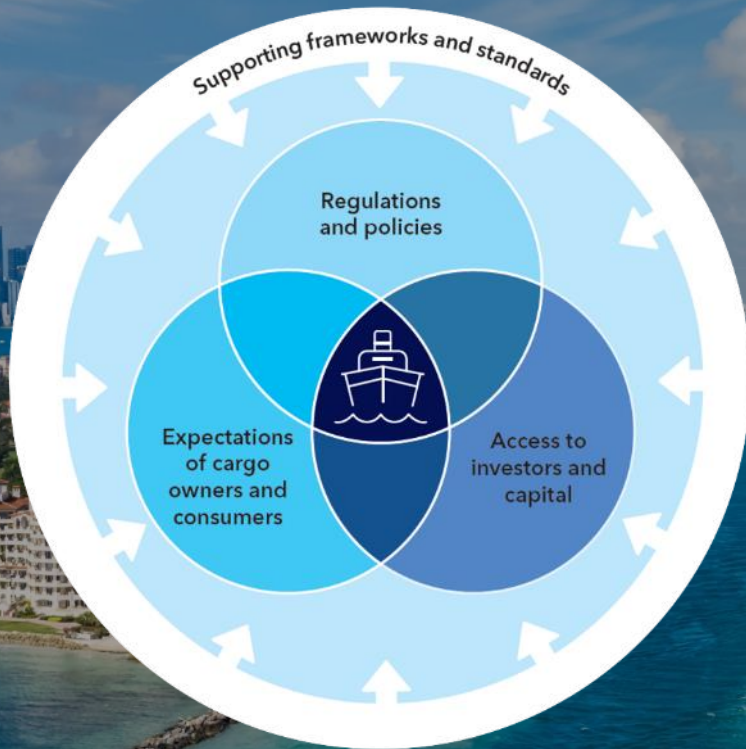 Supporting frameworks and standards
Regulations
and policies
Expectations
of cargo
owners and
consumers
Access to
investors and
capital